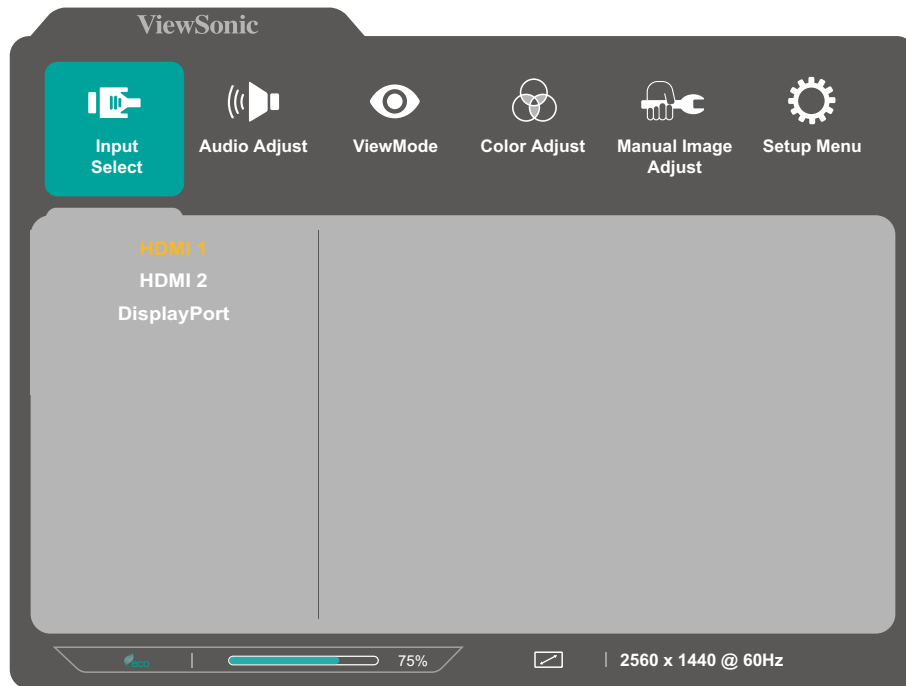 ViewSonic
Input
Select
Audio Adjust
ViewMode
Color Adjust
Manual Image
Adjust
Setup Menu
HDMI 1
HDMI 2
DisplayPort
eco
75%
2560 x 1440 @ 60Hz